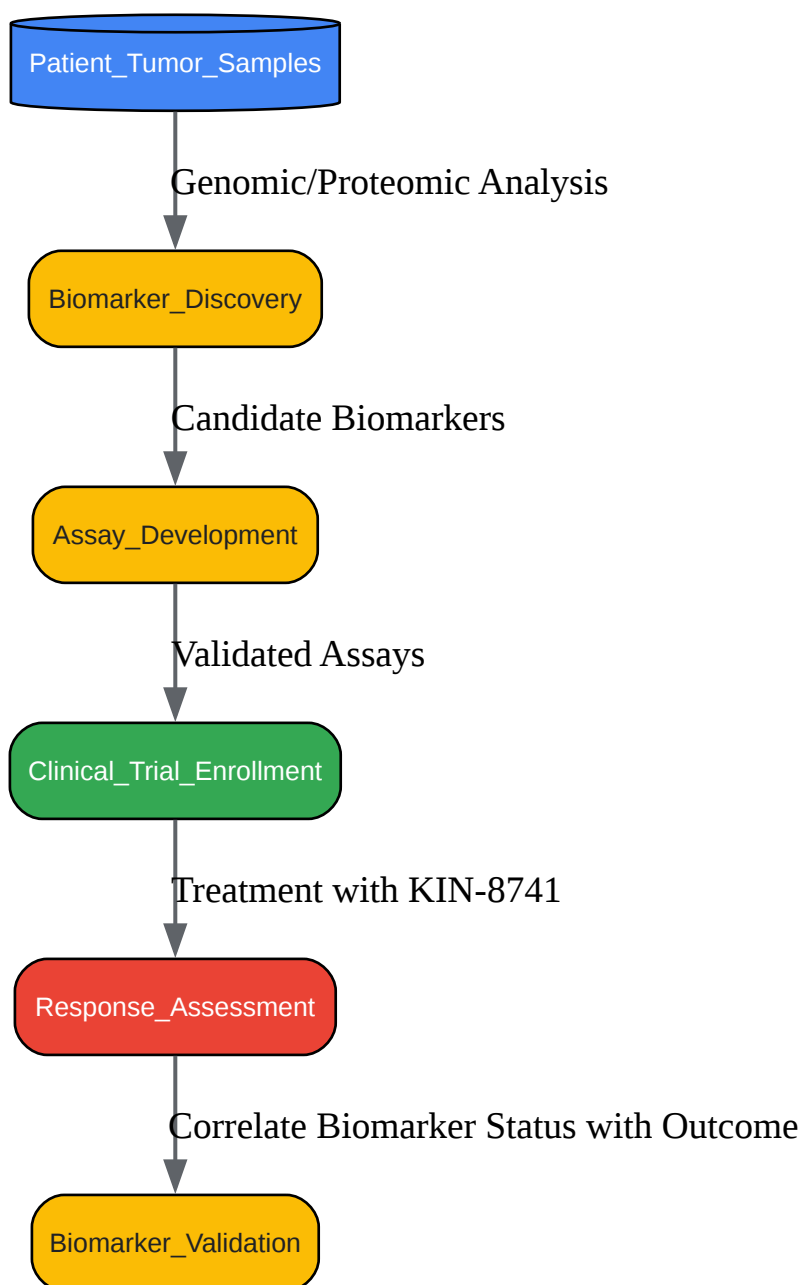 Patient_Tumor_Samples
Genomic/Proteomic Analysis
Biomarker_Discovery
Candidate Biomarkers
Assay_Development
Validated Assays
Clinical_Trial_Enrollment
Treatment with KIN-8741
Response_Assessment
Correlate Biomarker Status with Outcome
Biomarker_Validation